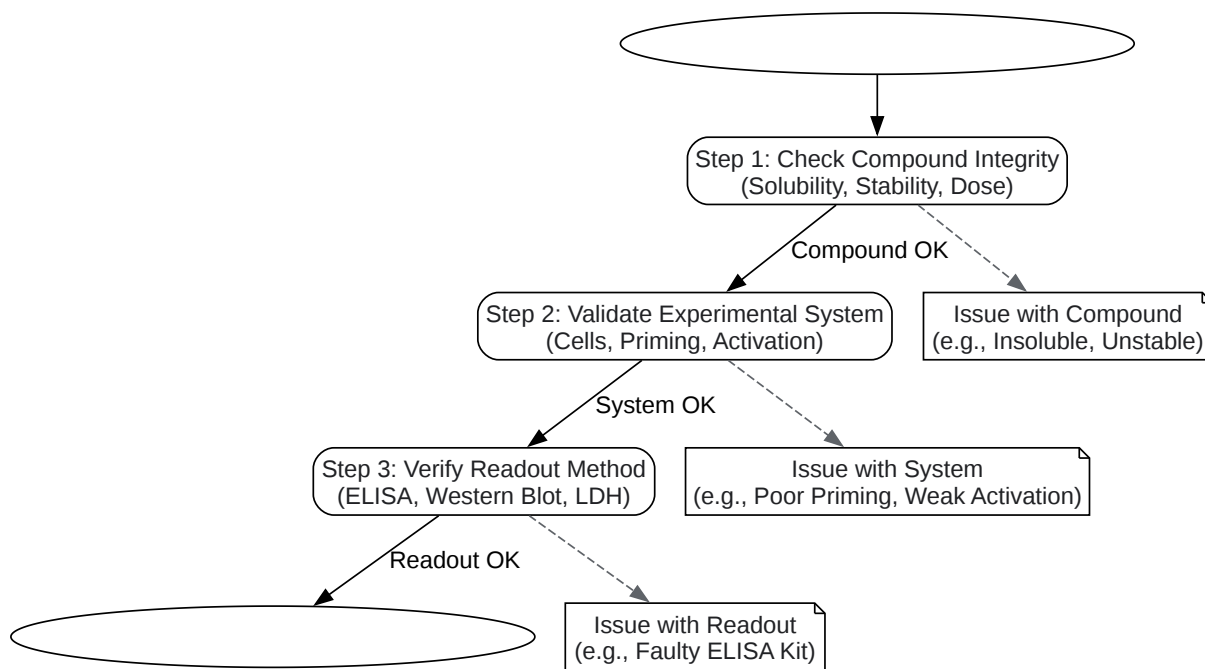 Step 1: Check Compound Integrity
(Solubility, Stability, Dose)
Compound OK
Step 2: Validate Experimental System
(Cells, Priming, Activation)
Issue with Compound
(e.g., Insoluble, Unstable)
System OK
Step 3: Verify Readout Method
(ELISA, Western Blot, LDH)
Issue with System
(e.g., Poor Priming, Weak Activation)
Readout OK
Issue with Readout
(e.g., Faulty ELISA Kit)